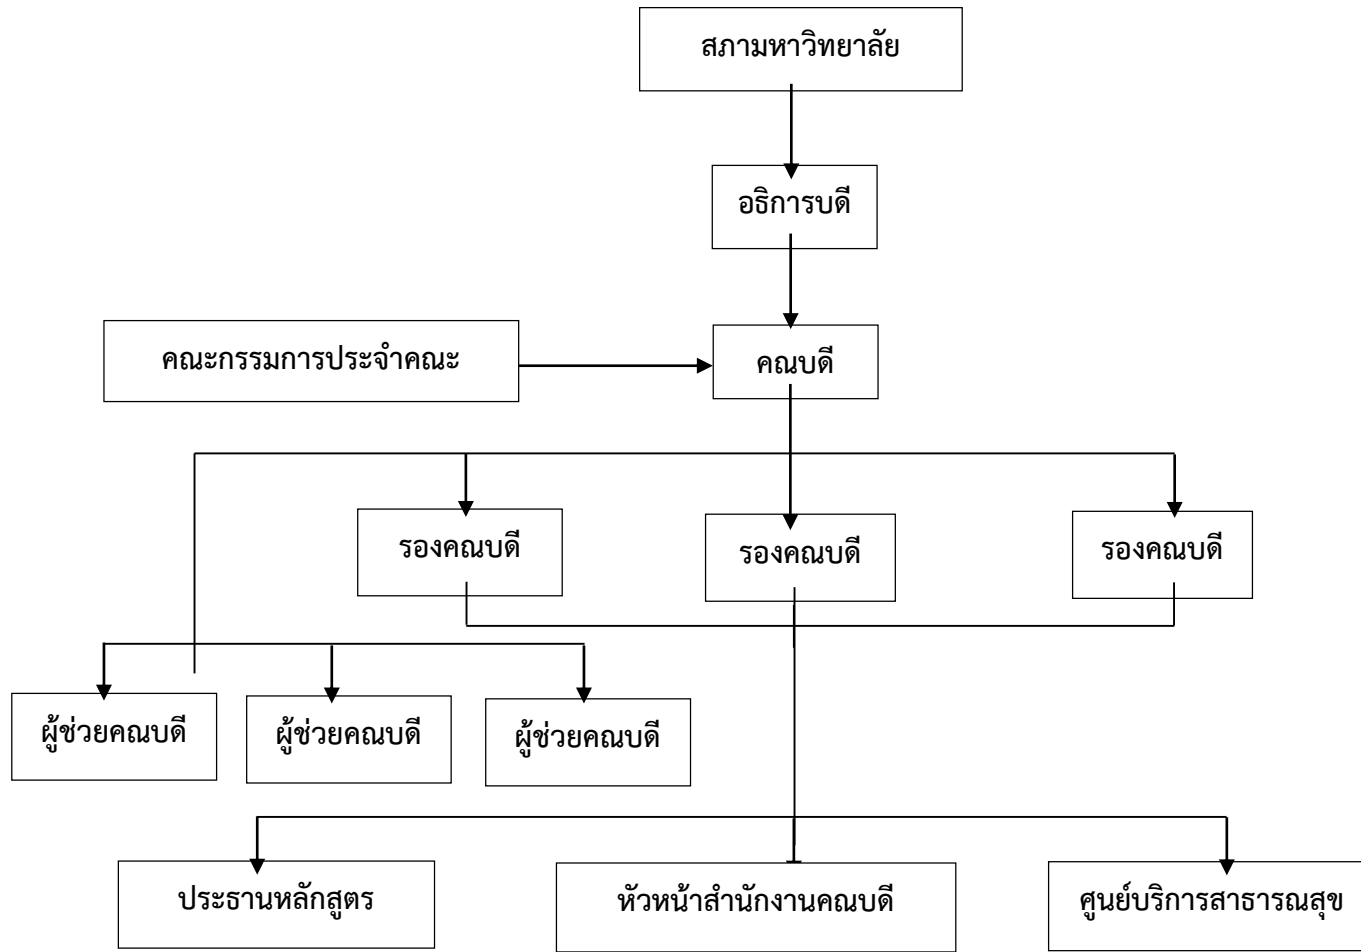 สภามหาวิทยาลัย
อธิการบดี
คณะกรรมการประจำคณะ
คณบดี
รองคณบดี
รองคณบดี
รองคณบดี
ผู้ช่วยคณบดี
ผู้ช่วยคณบดี
ผู้ช่วยคณบดี
ประธานหลักสูตร
หัวหน้าสำนักงานคณบดี
ศูนย์บริการสาธารณสุข